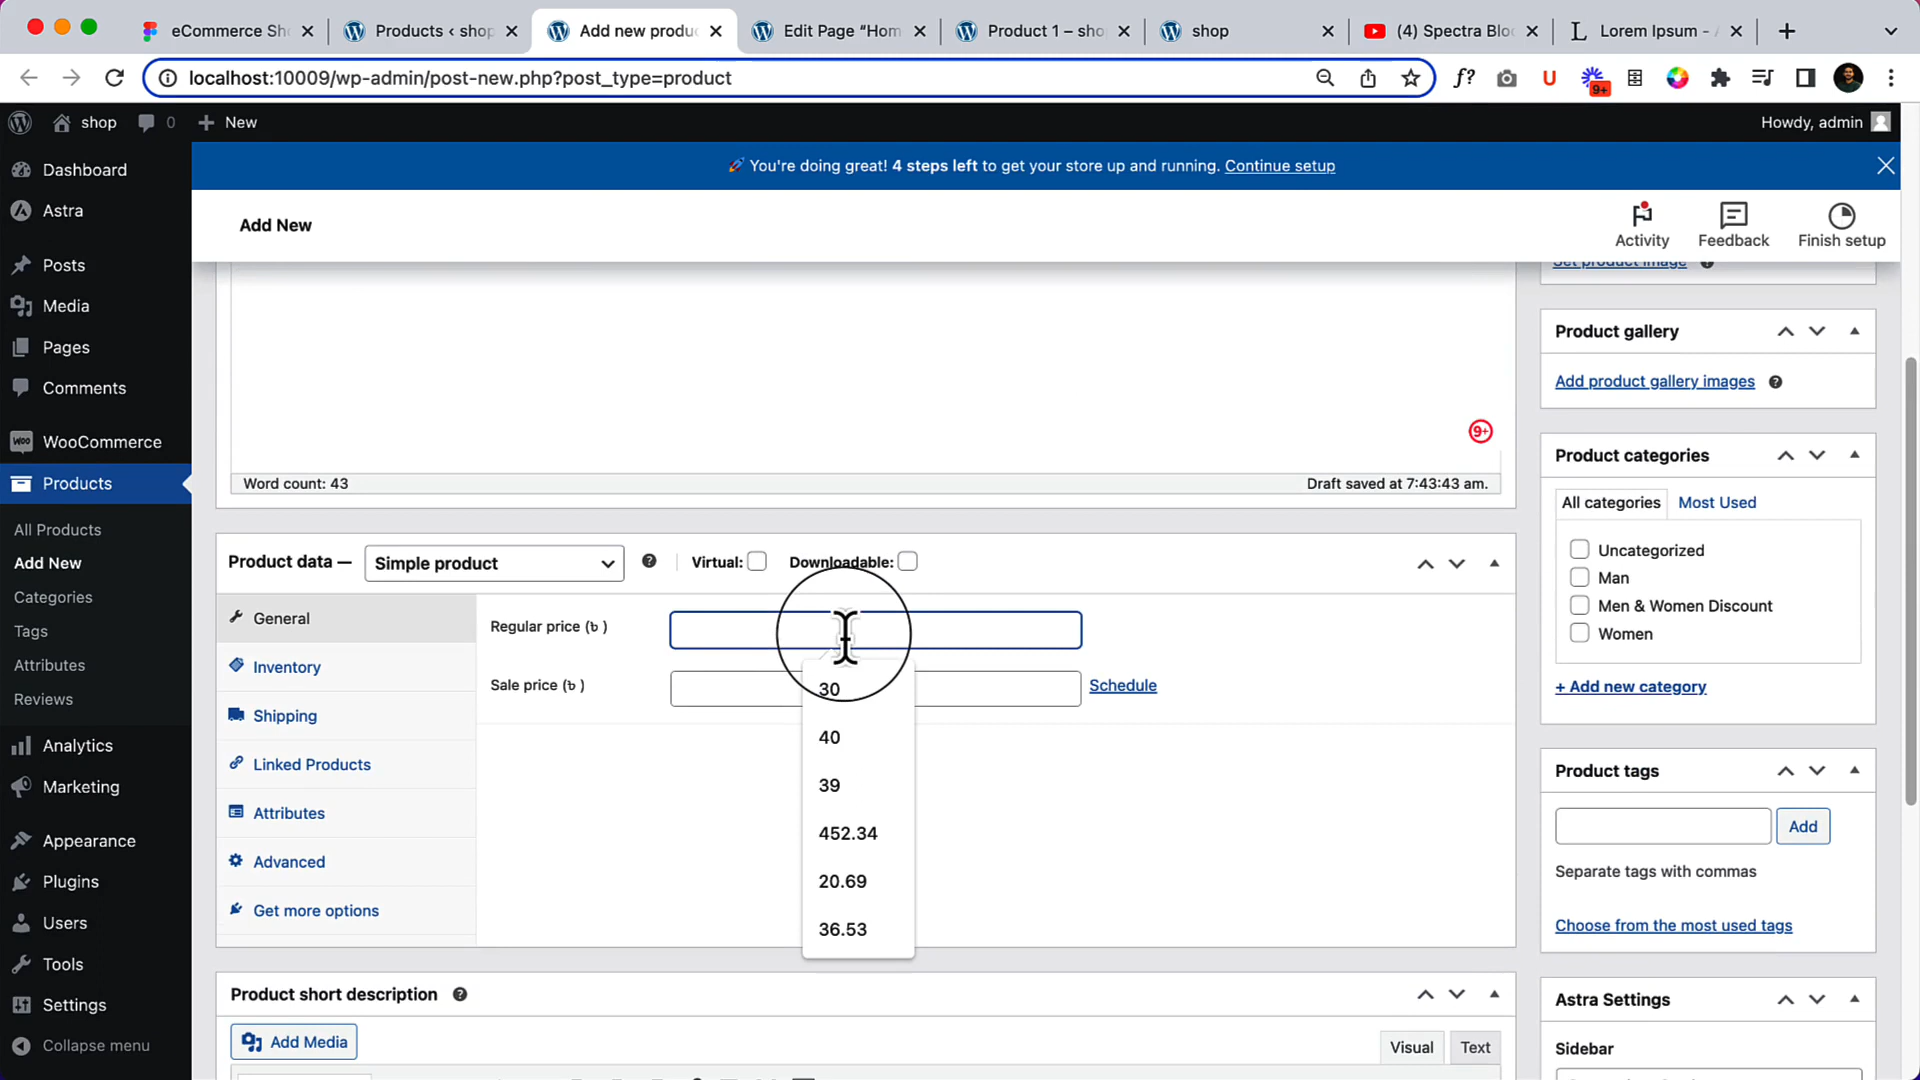 eCommerce Sh
Products ‹ shop
Add new produc
Edit Page “Hom
Product 1 – sho
shop
(4) Spectra Bloc
Lorem Ipsum - A
localhost:10009/wp-admin/post-new.php?post_type=product
f?
U
9+
shop
0
New
Howdy, admin
🚀 You're doing great! 4 steps left to get your store up and running. Continue setup
Add New
Activity
Feedback
Finish setup
Dashboard
Astra
Posts
Media
Pages
Comments
WooCommerce
Products
All Products
Add New
Categories
Tags
Attributes
Reviews
Analytics
Marketing
Appearance
Plugins
Users
Tools
Settings
Collapse menu
9+
Word count: 43
Draft saved at 7:43:43 am.
Product data — Simple product
Virtual:
Downloadable:
General
Inventory
Shipping
Linked Products
Attributes
Advanced
Get more options
Regular price (৳ )
Sale price (৳ )
Schedule
30
40
39
452.34
20.69
36.53
Product short description
Add Media
Visual
Text
Set product image
Product gallery
Add product gallery images
Product categories
All categories
Most Used
Uncategorized
Man
Men & Women Discount
Women
+ Add new category
Product tags
Add
Separate tags with commas
Choose from the most used tags
Astra Settings
Sidebar